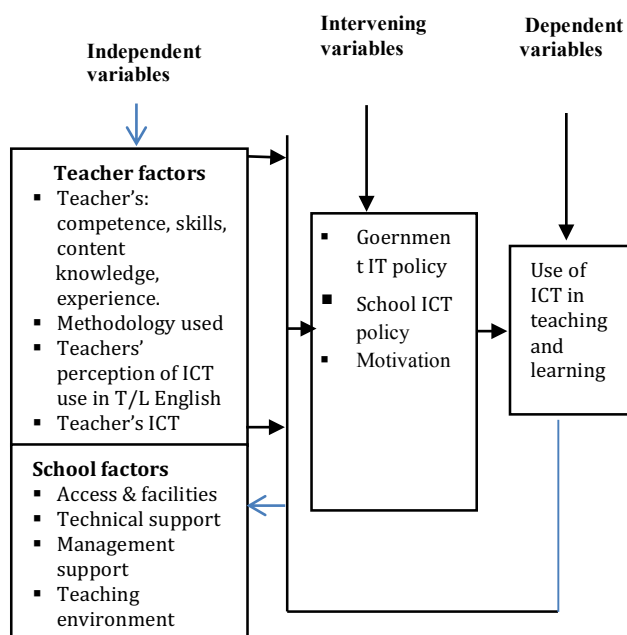 Independent
variables
Intervening
variables
Dependent
variables
Teacher factors
▪ Teacher’s:
competence, skills,
content
knowledge,
experience.
▪ Methodology used
▪ Teachers’
perception of ICT
use in T/L English
▪ Teacher’s ICT
School factors
▪ Access & facilities
▪ Technical support
▪ Management
support
▪ Teaching
environment
▪ Goernmen
t IT policy
▪ School ICT
policy
▪ Motivation
Use of
ICT in
teaching
and
learning